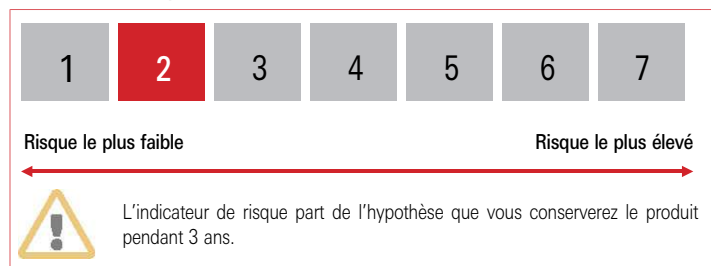 1 2 3 4 5 6 7
Risque le plus faible Risque le plus élevé
L'indicateur de risque part de l'hypothèse que vous conserverez le produit
pendant 3 ans.